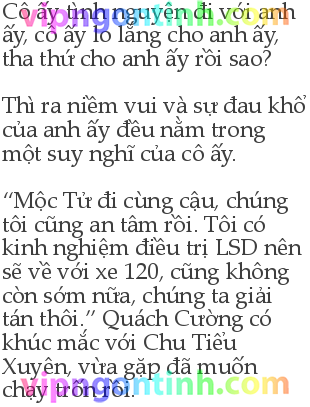 Cô ấy tình nguyện đi với anh
ấy, cô ấy lo lắng cho anh ấy,
tha thứ cho anh ấy rồi sao?
Thì ra niềm vui và sự đau khổ
của anh ấy đều nằm trong
một suy nghĩ của cô ấy.
“Mộc Tử đi cùng cậu, chúng
tôi cũng an tâm rồi. Tôi có
kinh nghiệm điều trị LSD nên
sẽ về với xe 120, cũng không
còn sớm nữa, chúng ta giải
tán thôi.” Quách Cường có
khúc mắc với Chu Tiểu
Xuyên, vừa gặp đã muốn
chạy trốn rồi.
vipngontinh.com
vipngontinh.com